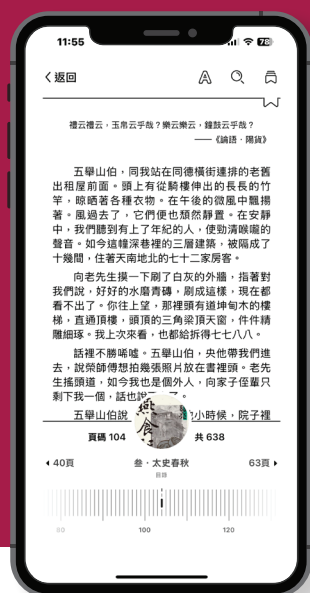 11:55
78
返回
禮云禮云，玉帛云乎哉？樂云樂云，鐘鼓云乎哉？
——《論語·陽貨》
五舉山伯，同我站在同德橫街連排的老舊
出租屋前面。頭上有從騎樓伸出的長長的竹
竿，晾晒著各種衣物。在午後的微風中飄揚
著。風過去了，它們便也頹然靜置。在安靜
中，我們聽到有上了年紀的人，使勁清喉嚨的
聲音。如今這幢深巷裡的三層建築，被隔成了
十幾間，住著天南地北的七十二家房客。
向老先生摸一下刷了白灰的外牆，指著對
我們說，好好的水磨青磚，刷成這樣，現在都
看不出了。你往上望，那裡頭有道坤甸木的樓
梯，直通頂樓，頭頂的三角梁頂天窗，件件精
雕細琢。我上次來看，也都給拆得七七八八。
話裡不勝唏噓。五舉山伯，央他帶我們進
去，說榮師傅想拍幾張照片放在書裡頭。老先
生搖頭道，如今我也是個外人，向家子侄輩只
剩下我一個，話也說不
五舉山伯說 小時候，院子裡
燕食
頁碼 104 共 638
40頁 叁·太史春秋 63頁
目錄
80 100 120